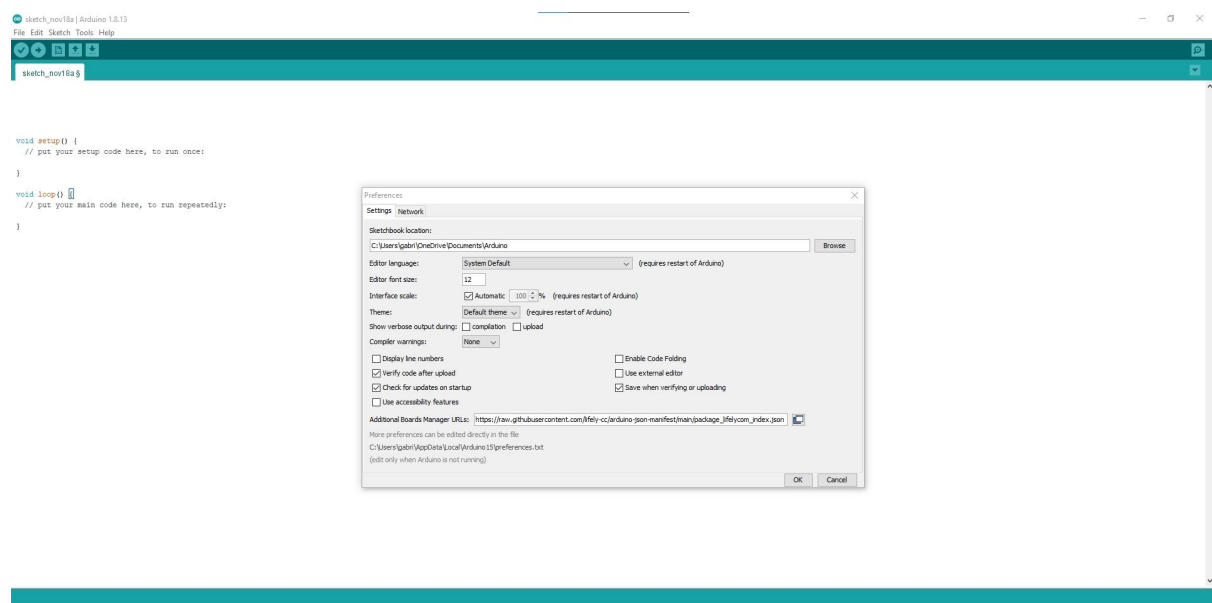 sketch_nov18a | Arduino 1.8.13
File Edit Sketch Tools Help
sketch_nov18a §
void setup() {
// put your setup code here, to run once:
}
void loop() {
// put your main code here, to run repeatedly:
}
Preferences
Settings Network
Sketchbook location:
C:\Users\gabri\OneDrive\Documents\Arduino Browse
Editor language: System Default (requires restart of Arduino)
Editor font size: 12
Interface scale: Automatic 100 % (requires restart of Arduino)
Theme: Default theme (requires restart of Arduino)
Show verbose output during: compilation upload
Compiler warnings: None
Display line numbers Enable Code Folding
Verify code after upload Use external editor
Check for updates on startup Save when verifying or uploading
Use accessibility features
Additional Boards Manager URLs: https://raw.githubusercontent.com/lifely-cc/arduino-json-manifest/main/package_lifelycom_index.json
More preferences can be edited directly in the file
C:\Users\gabri\AppData\Local\Arduino15\preferences.txt
(edit only when Arduino is not running)
OK Cancel